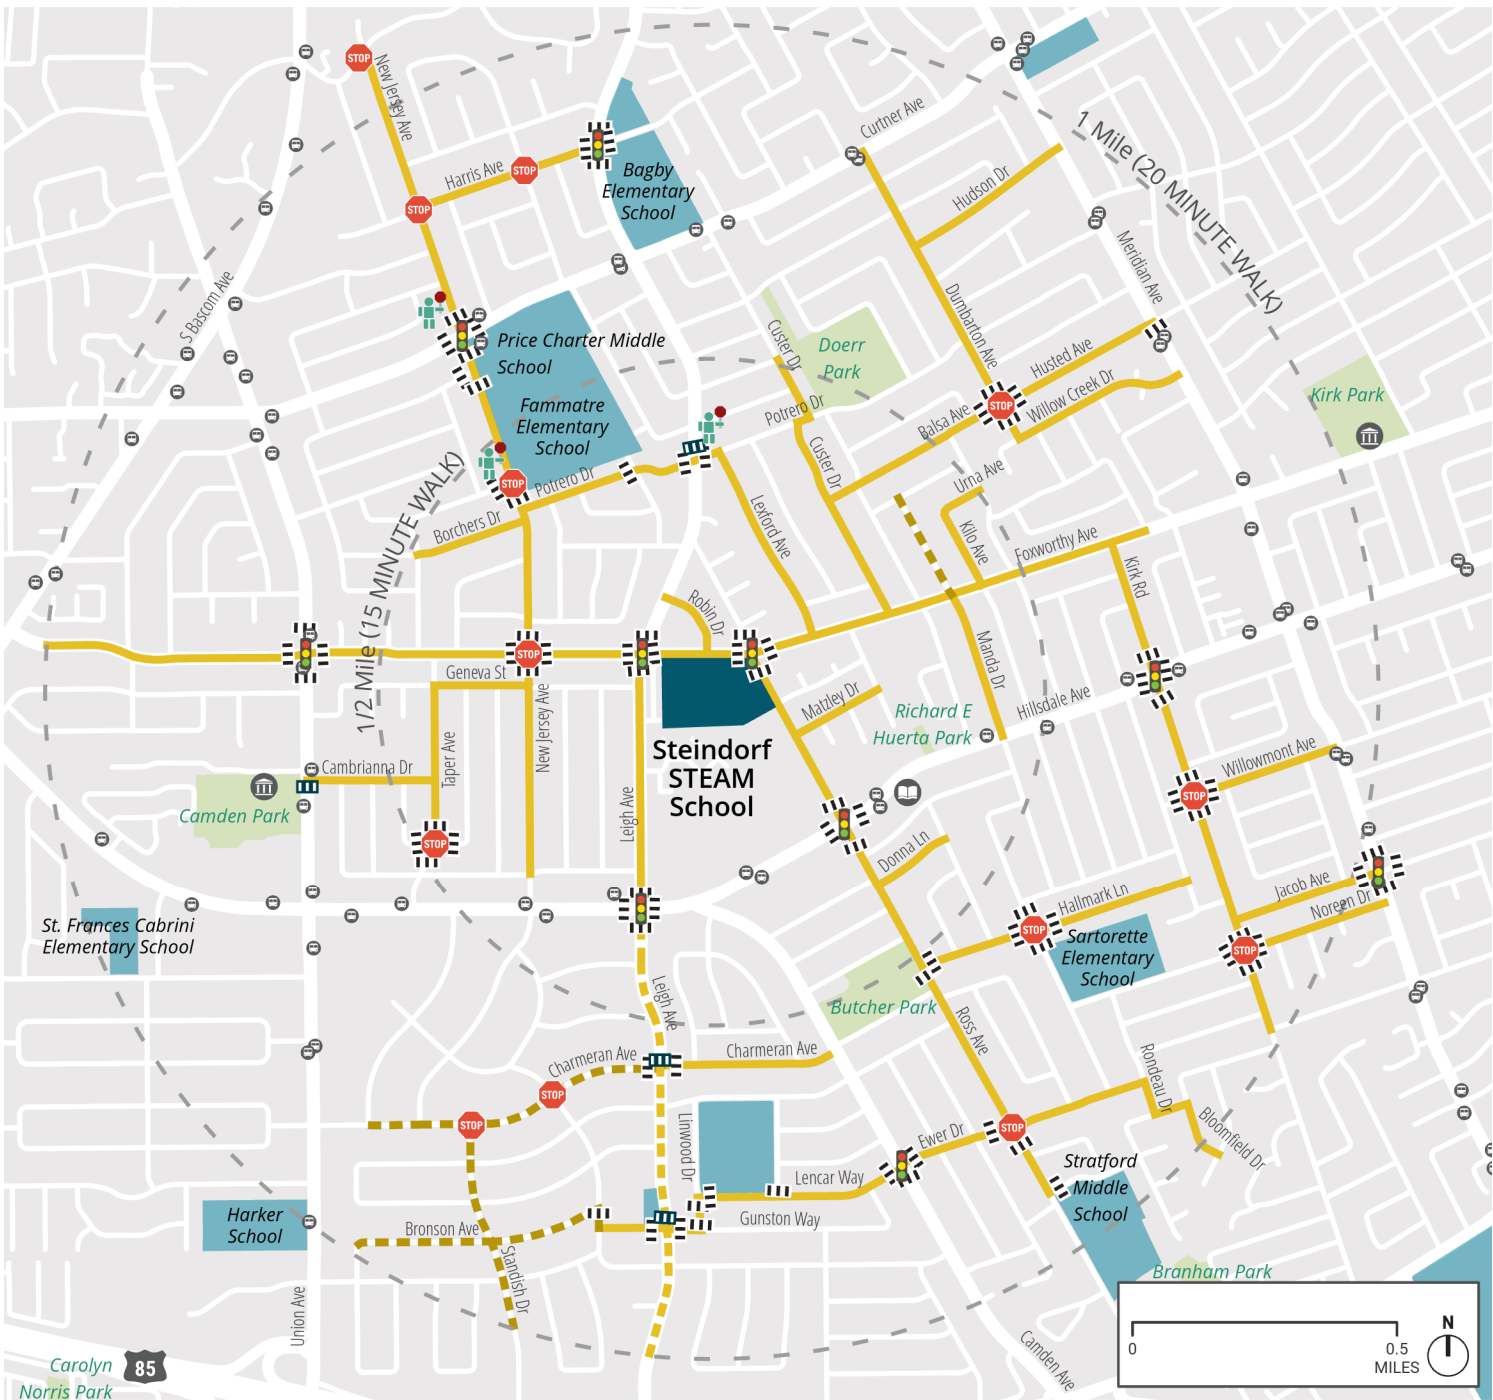 STOP
New Jersey Ave
Harris Ave
STOP
STOP
Bagby
Elementary
School
Curtner Ave
1 Mile (20 MINUTE WALK)
Hudson Dr
Meridian Ave
S Bascom Ave
Dumbarton Ave
Price Charter Middle
School
Custer Dr
Doerr
Park
Husted Ave
Willow Creek Dr
Kirk Park
Fammatre
Elementary
School
Potrero Dr
Balsa Ave
STOP
Custer Dr
STOP
Potrero Dr
Borchers Dr
Lexford Ave
Urna Ave
Kilo Ave
Foxworthy Ave
Kirk Rd
1/2 Mile (15 MINUTE WALK)
Robin Dr
STOP
Geneva St
New Jersey Ave
Manda Dr
Matzley Dr
Richard E
Huerta Park
Hillsdale Ave
Steindorf
STEAM
School
Taper Ave
Cambrianna Dr
Camden Park
STOP
Leigh Ave
Willowmont Ave
STOP
Donna Ln
Hallmark Ln
Jacob Ave
Noreen Dr
St. Frances Cabrini
Elementary School
STOP
Sartorette
Elementary
School
STOP
Leigh Ave
Butcher Park
Ross Ave
Charmeran Ave
Charmeran Ave
STOP
STOP
Rondeau Dr
Bloomfield Dr
Linwood Dr
Ewer Dr
STOP
Lencar Way
Gunston Way
Stratford
Middle
School
Harker
School
Bronson Ave
Standish Dr
Branham Park
Union Ave
Camden Ave
Carolyn
Norris Park
85
0
0.5
MILES
N